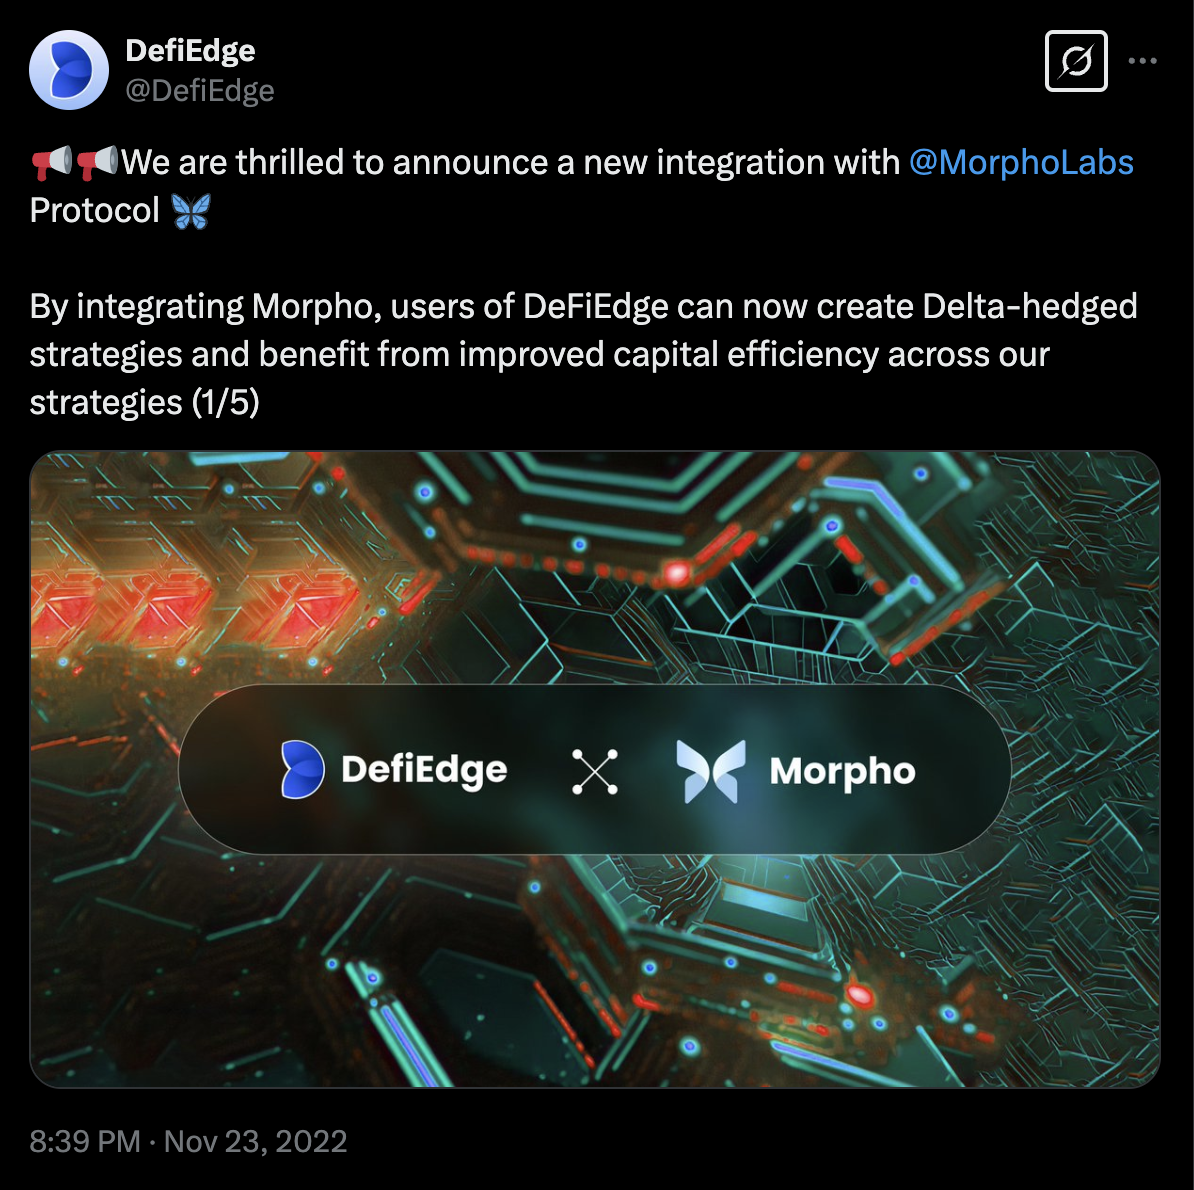 DefiEdge
@DefiEdge
📢📢We are thrilled to announce a new integration with @MorphoLabs
Protocol 🦋
By integrating Morpho, users of DeFiEdge can now create Delta-hedged
strategies and benefit from improved capital efficiency across our
strategies (1/5)
DefiEdge Morpho
8:39 PM · Nov 23, 2022